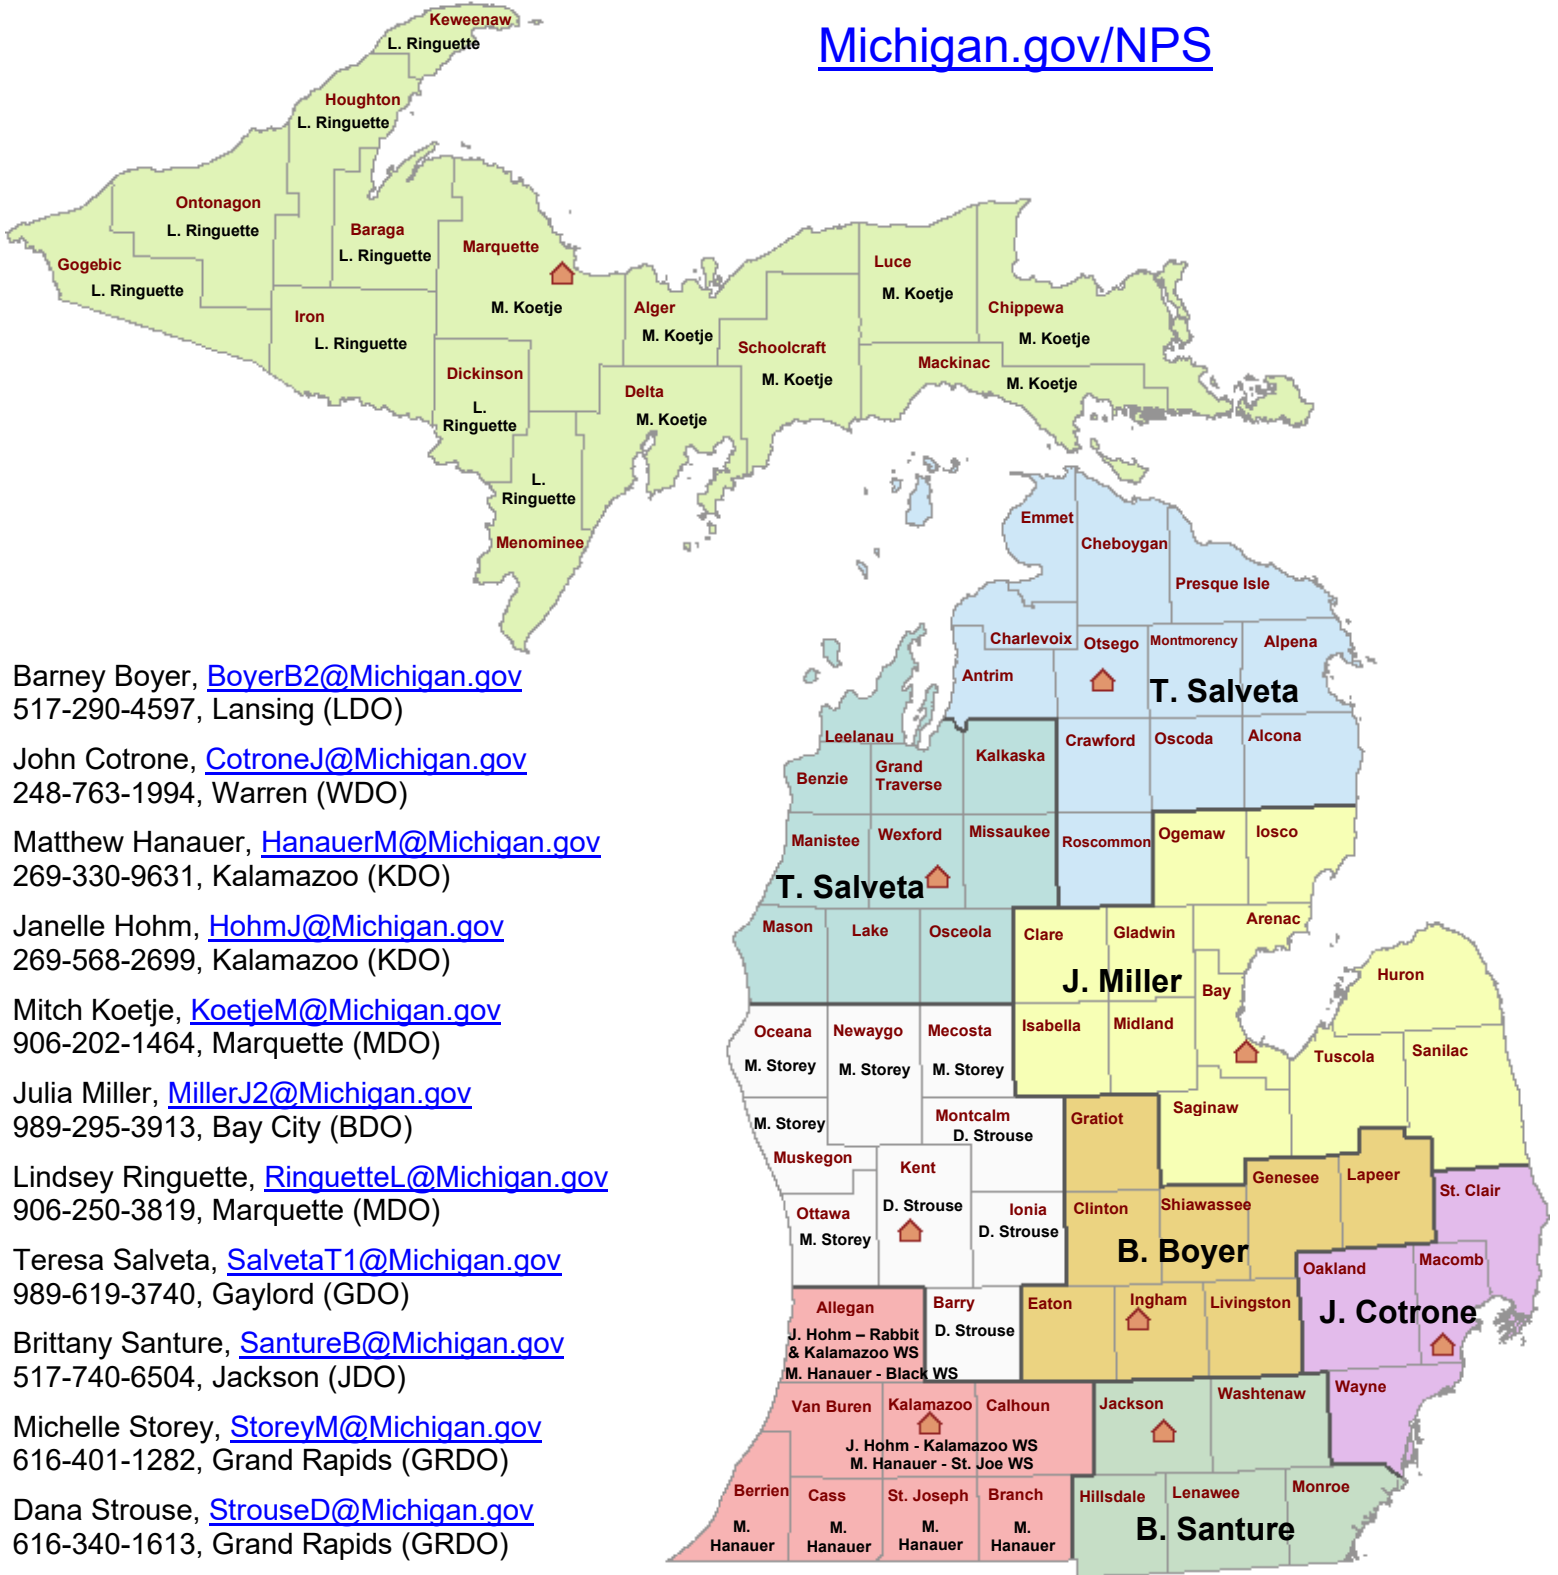 Michigan.gov/NPS
Keweenaw
L. Ringuette
Houghton
L. Ringuette
Ontonagon
L. Ringuette
Baraga
L. Ringuette
Gogebic
L. Ringuette
Iron
L. Ringuette
Marquette
M. Koetje
Dickinson
L.
Ringuette
L.
Ringuette
Menominee
Alger
M. Koetje
Delta
M. Koetje
Schoolcraft
M. Koetje
Luce
M. Koetje
Chippewa
M. Koetje
Mackinac
M. Koetje
Barney Boyer, BoyerB2@Michigan.gov
517-290-4597, Lansing (LDO)
John Cotrone, CotroneJ@Michigan.gov
248-763-1994, Warren (WDO)
Matthew Hanauer, HanauerM@Michigan.gov
269-330-9631, Kalamazoo (KDO)
Janelle Hohm, HohmJ@Michigan.gov
269-568-2699, Kalamazoo (KDO)
Mitch Koetje, KoetjeM@Michigan.gov
906-202-1464, Marquette (MDO)
Julia Miller, MillerJ2@Michigan.gov
989-295-3913, Bay City (BDO)
Lindsey Ringuette, RinguetteL@Michigan.gov
906-250-3819, Marquette (MDO)
Teresa Salveta, SalvetaT1@Michigan.gov
989-619-3740, Gaylord (GDO)
Brittany Santure, SantureB@Michigan.gov
517-740-6504, Jackson (JDO)
Michelle Storey, StoreyM@Michigan.gov
616-401-1282, Grand Rapids (GRDO)
Dana Strouse, StrouseD@Michigan.gov
616-340-1613, Grand Rapids (GRDO)
Emmet
Cheboygan
Presque Isle
Charlevoix
Otsego
Montmorency
Alpena
Antrim
T. Salveta
Crawford
Oscoda
Alcona
Roscommon
Leelanau
Benzie
Grand
Traverse
Kalkaska
Manistee
Wexford
Missaukee
T. Salveta
Mason
Lake
Osceola
Ogemaw
Iosco
Clare
Gladwin
Arenac
J. Miller
Bay
Isabella
Midland
Huron
Tuscola
Sanilac
Saginaw
Oceana
M. Storey
Newaygo
M. Storey
Mecosta
M. Storey
M. Storey
Muskegon
Montcalm
D. Strouse
Kent
D. Strouse
Ottawa
M. Storey
Ionia
D. Strouse
Barry
D. Strouse
Gratiot
Clinton
Shiawassee
Genesee
Lapeer
B. Boyer
Eaton
Ingham
Livingston
St. Clair
Oakland
Macomb
J. Cotrone
Wayne
Allegan
J. Hohm – Rabbit
& Kalamazoo WS
M. Hanauer - Black WS
Van Buren
Kalamazoo
Calhoun
J. Hohm - Kalamazoo WS
M. Hanauer - St. Joe WS
Berrien
M.
Hanauer
Cass
M.
Hanauer
St. Joseph
M.
Hanauer
Branch
M.
Hanauer
Jackson
Washtenaw
Hillsdale
Lenawee
Monroe
B. Santure